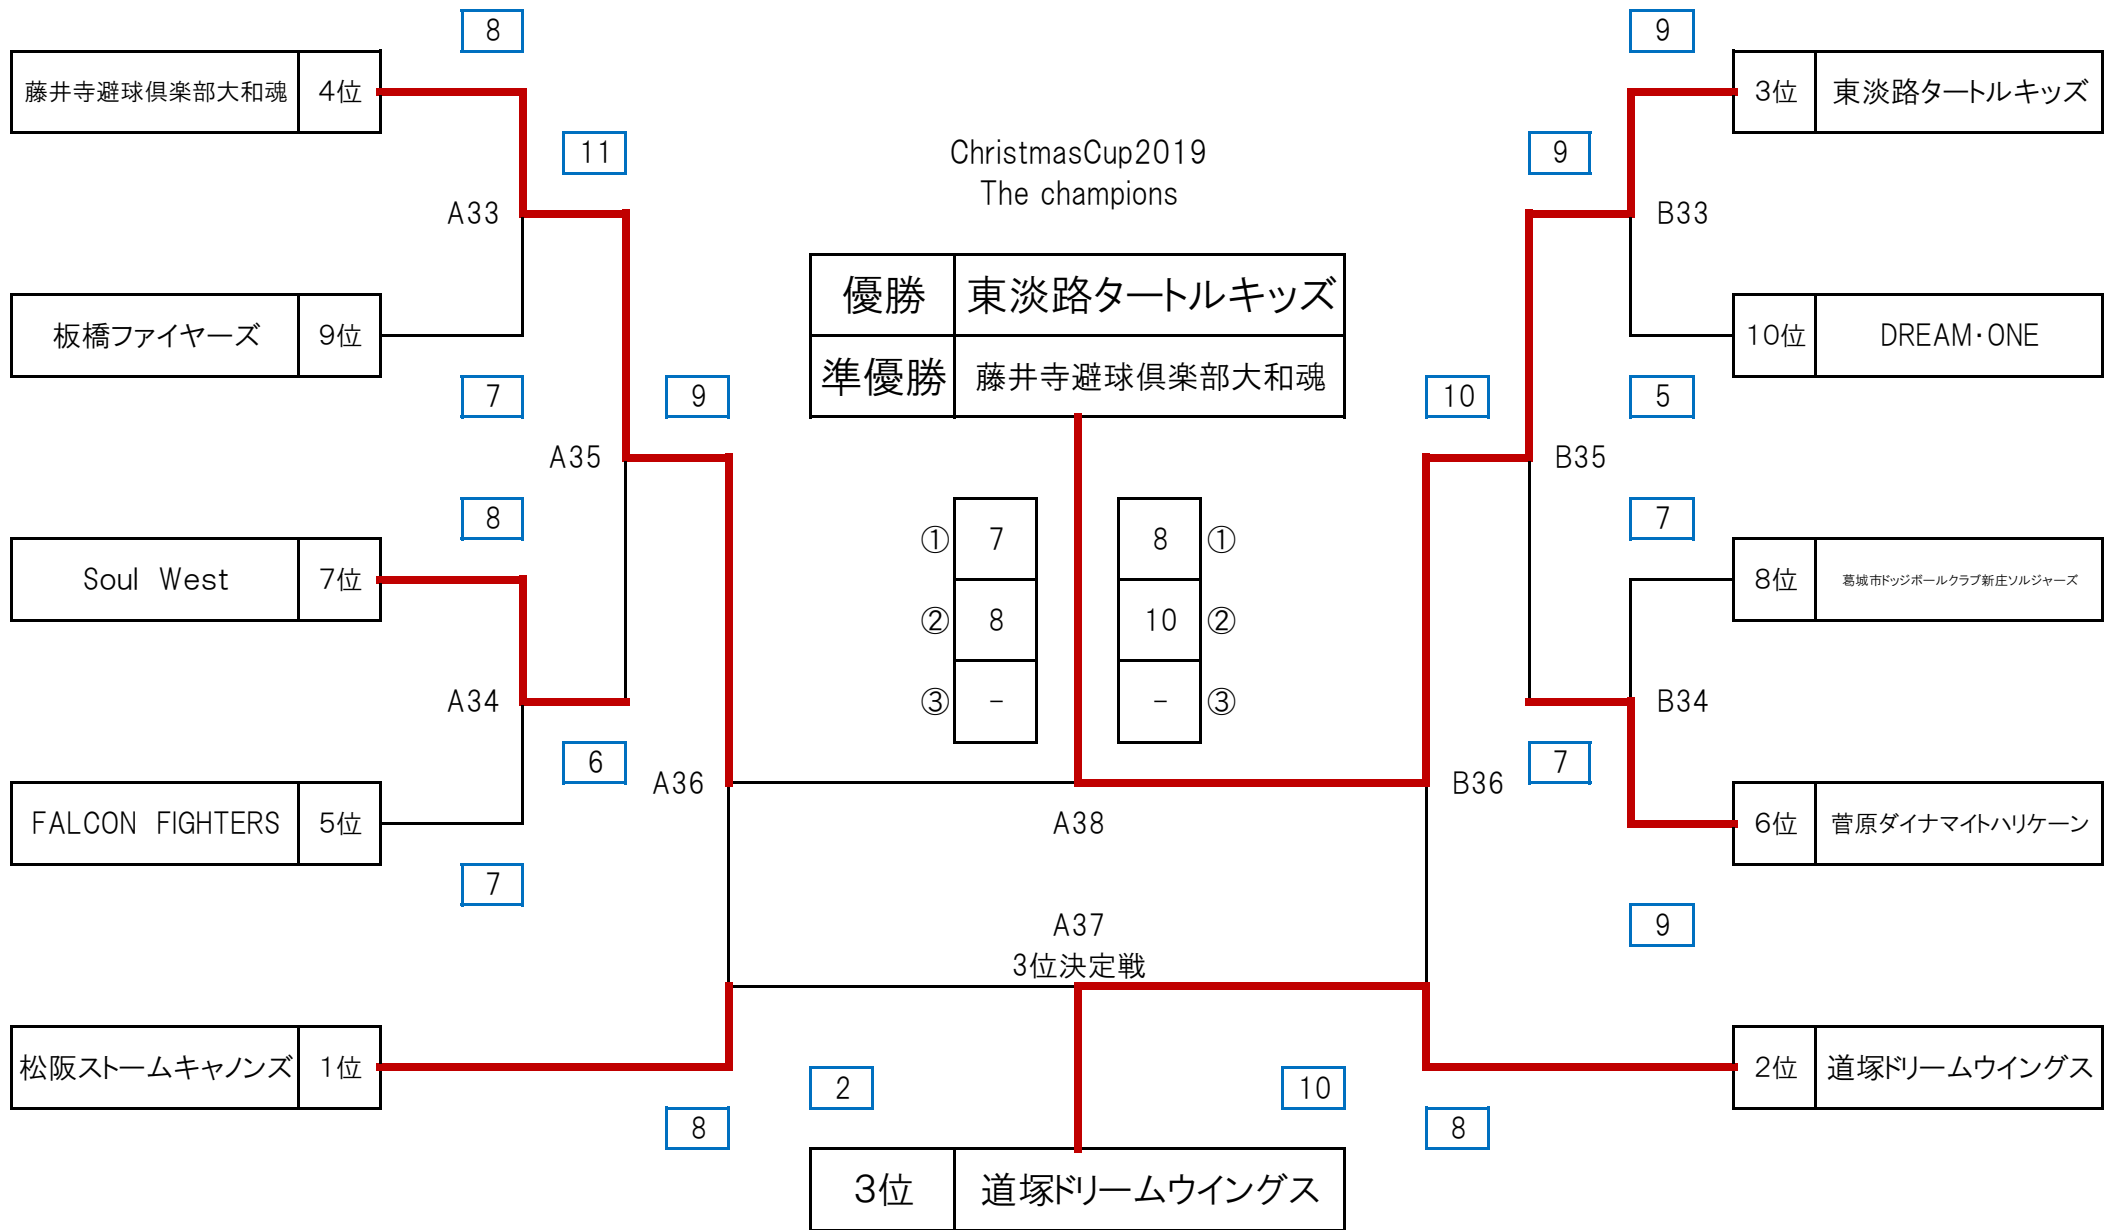 8
9
藤井寺避球倶楽部大和魂 4位
3位 東淡路タートルキッズ
11
ChristmasCup2019
9
The champions
A33
B33
優勝 東淡路タートルキッズ
板橋ファイヤーズ 9位
10位 DREAM・ONE
準優勝 藤井寺避球倶楽部大和魂
7
9
10
5
A35
B35
8
7
① 7
8 ①
Soul West 7位
8位 葛城市ドッジボールクラブ新庄ソルジャーズ
② 8
10 ②
A34
③ -
- ③
B34
6
A36
B36
7
FALCON FIGHTERS 5位
A38
6位 菅原ダイナマイトハリケーン
7
A37
9
3位決定戦
松阪ストームキャノンズ 1位
2位 道塚ドリームウイングス
2
10
8
8
3位 道塚ドリームウイングス